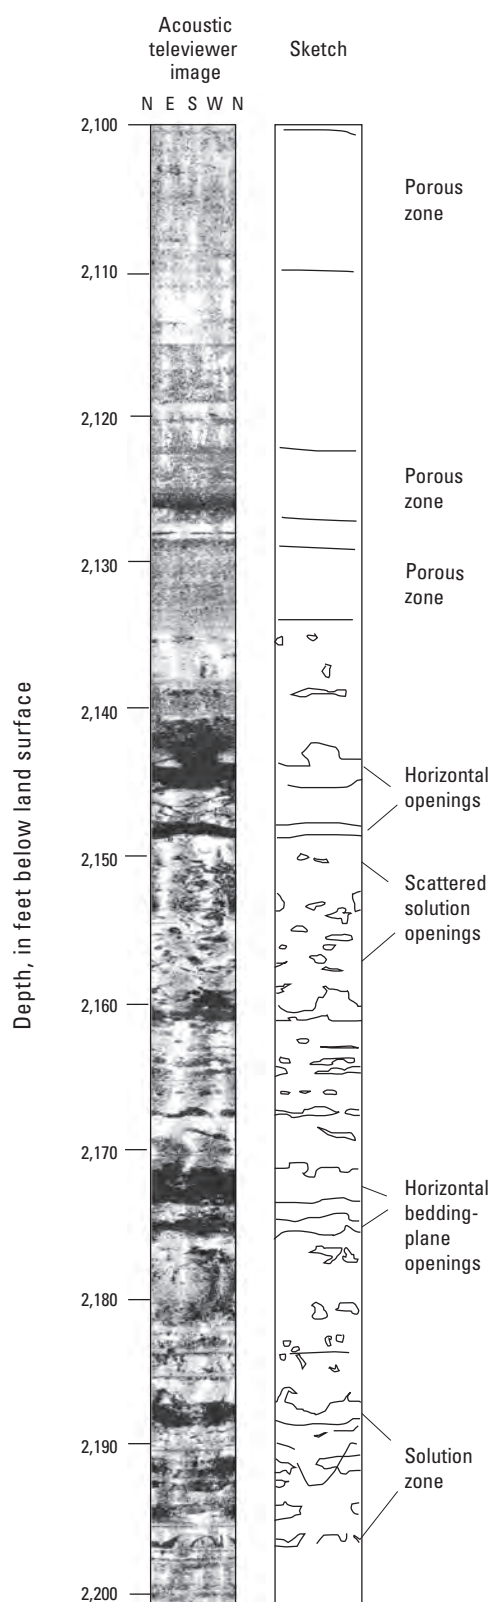 Acoustic
televiewer
image
Sketch
N E S W N
2,100
Porous
zone
2,110
2,120
Porous
zone
2,130
Porous
zone
2,140
Horizontal
openings
2,150
Scattered
solution
openings
2,160
2,170
Horizontal
bedding-
plane
openings
2,180
2,190
Solution
zone
2,200
Depth, in feet below land surface